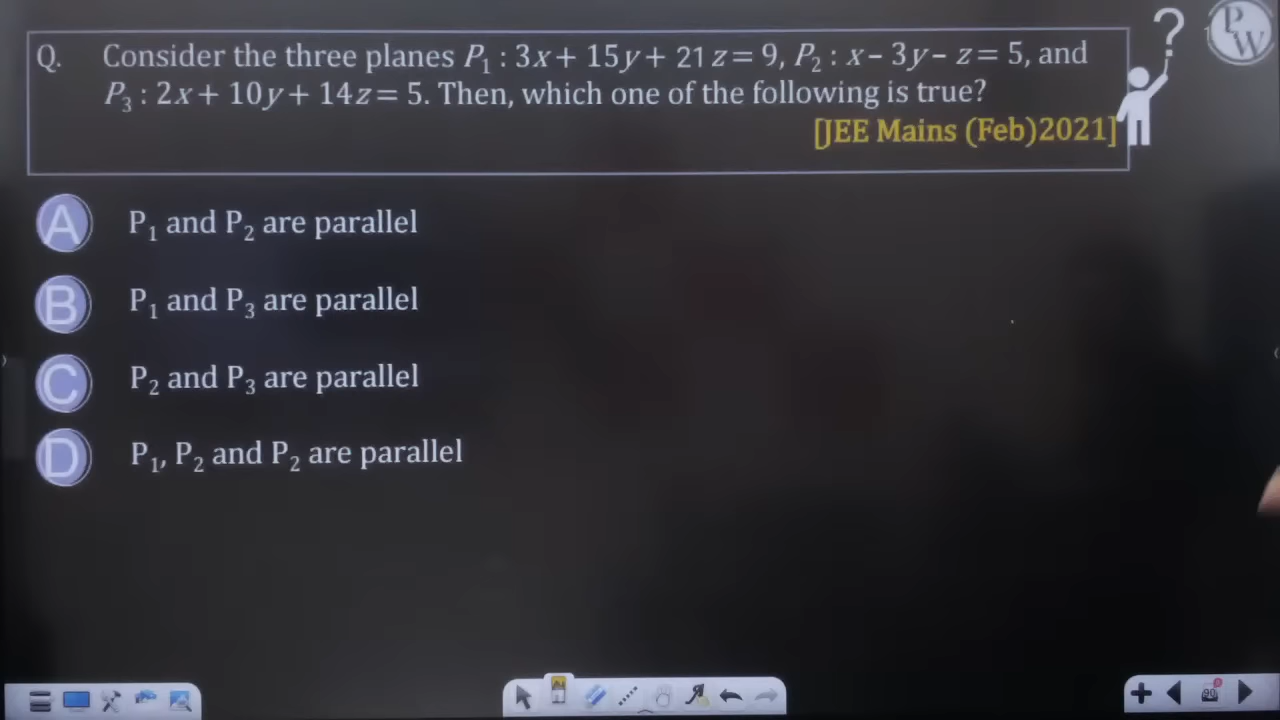 Q. Consider the three planes P₁ : 3x + 15y + 21 z = 9, P₂ : x – 3y – z = 5, and
P₃ : 2x + 10y + 14z = 5. Then, which one of the following is true?
[JEE Mains (Feb)2021]
?
PW
A P₁ and P₂ are parallel
B P₁ and P₃ are parallel
C P₂ and P₃ are parallel
D P₁, P₂ and P₂ are parallel